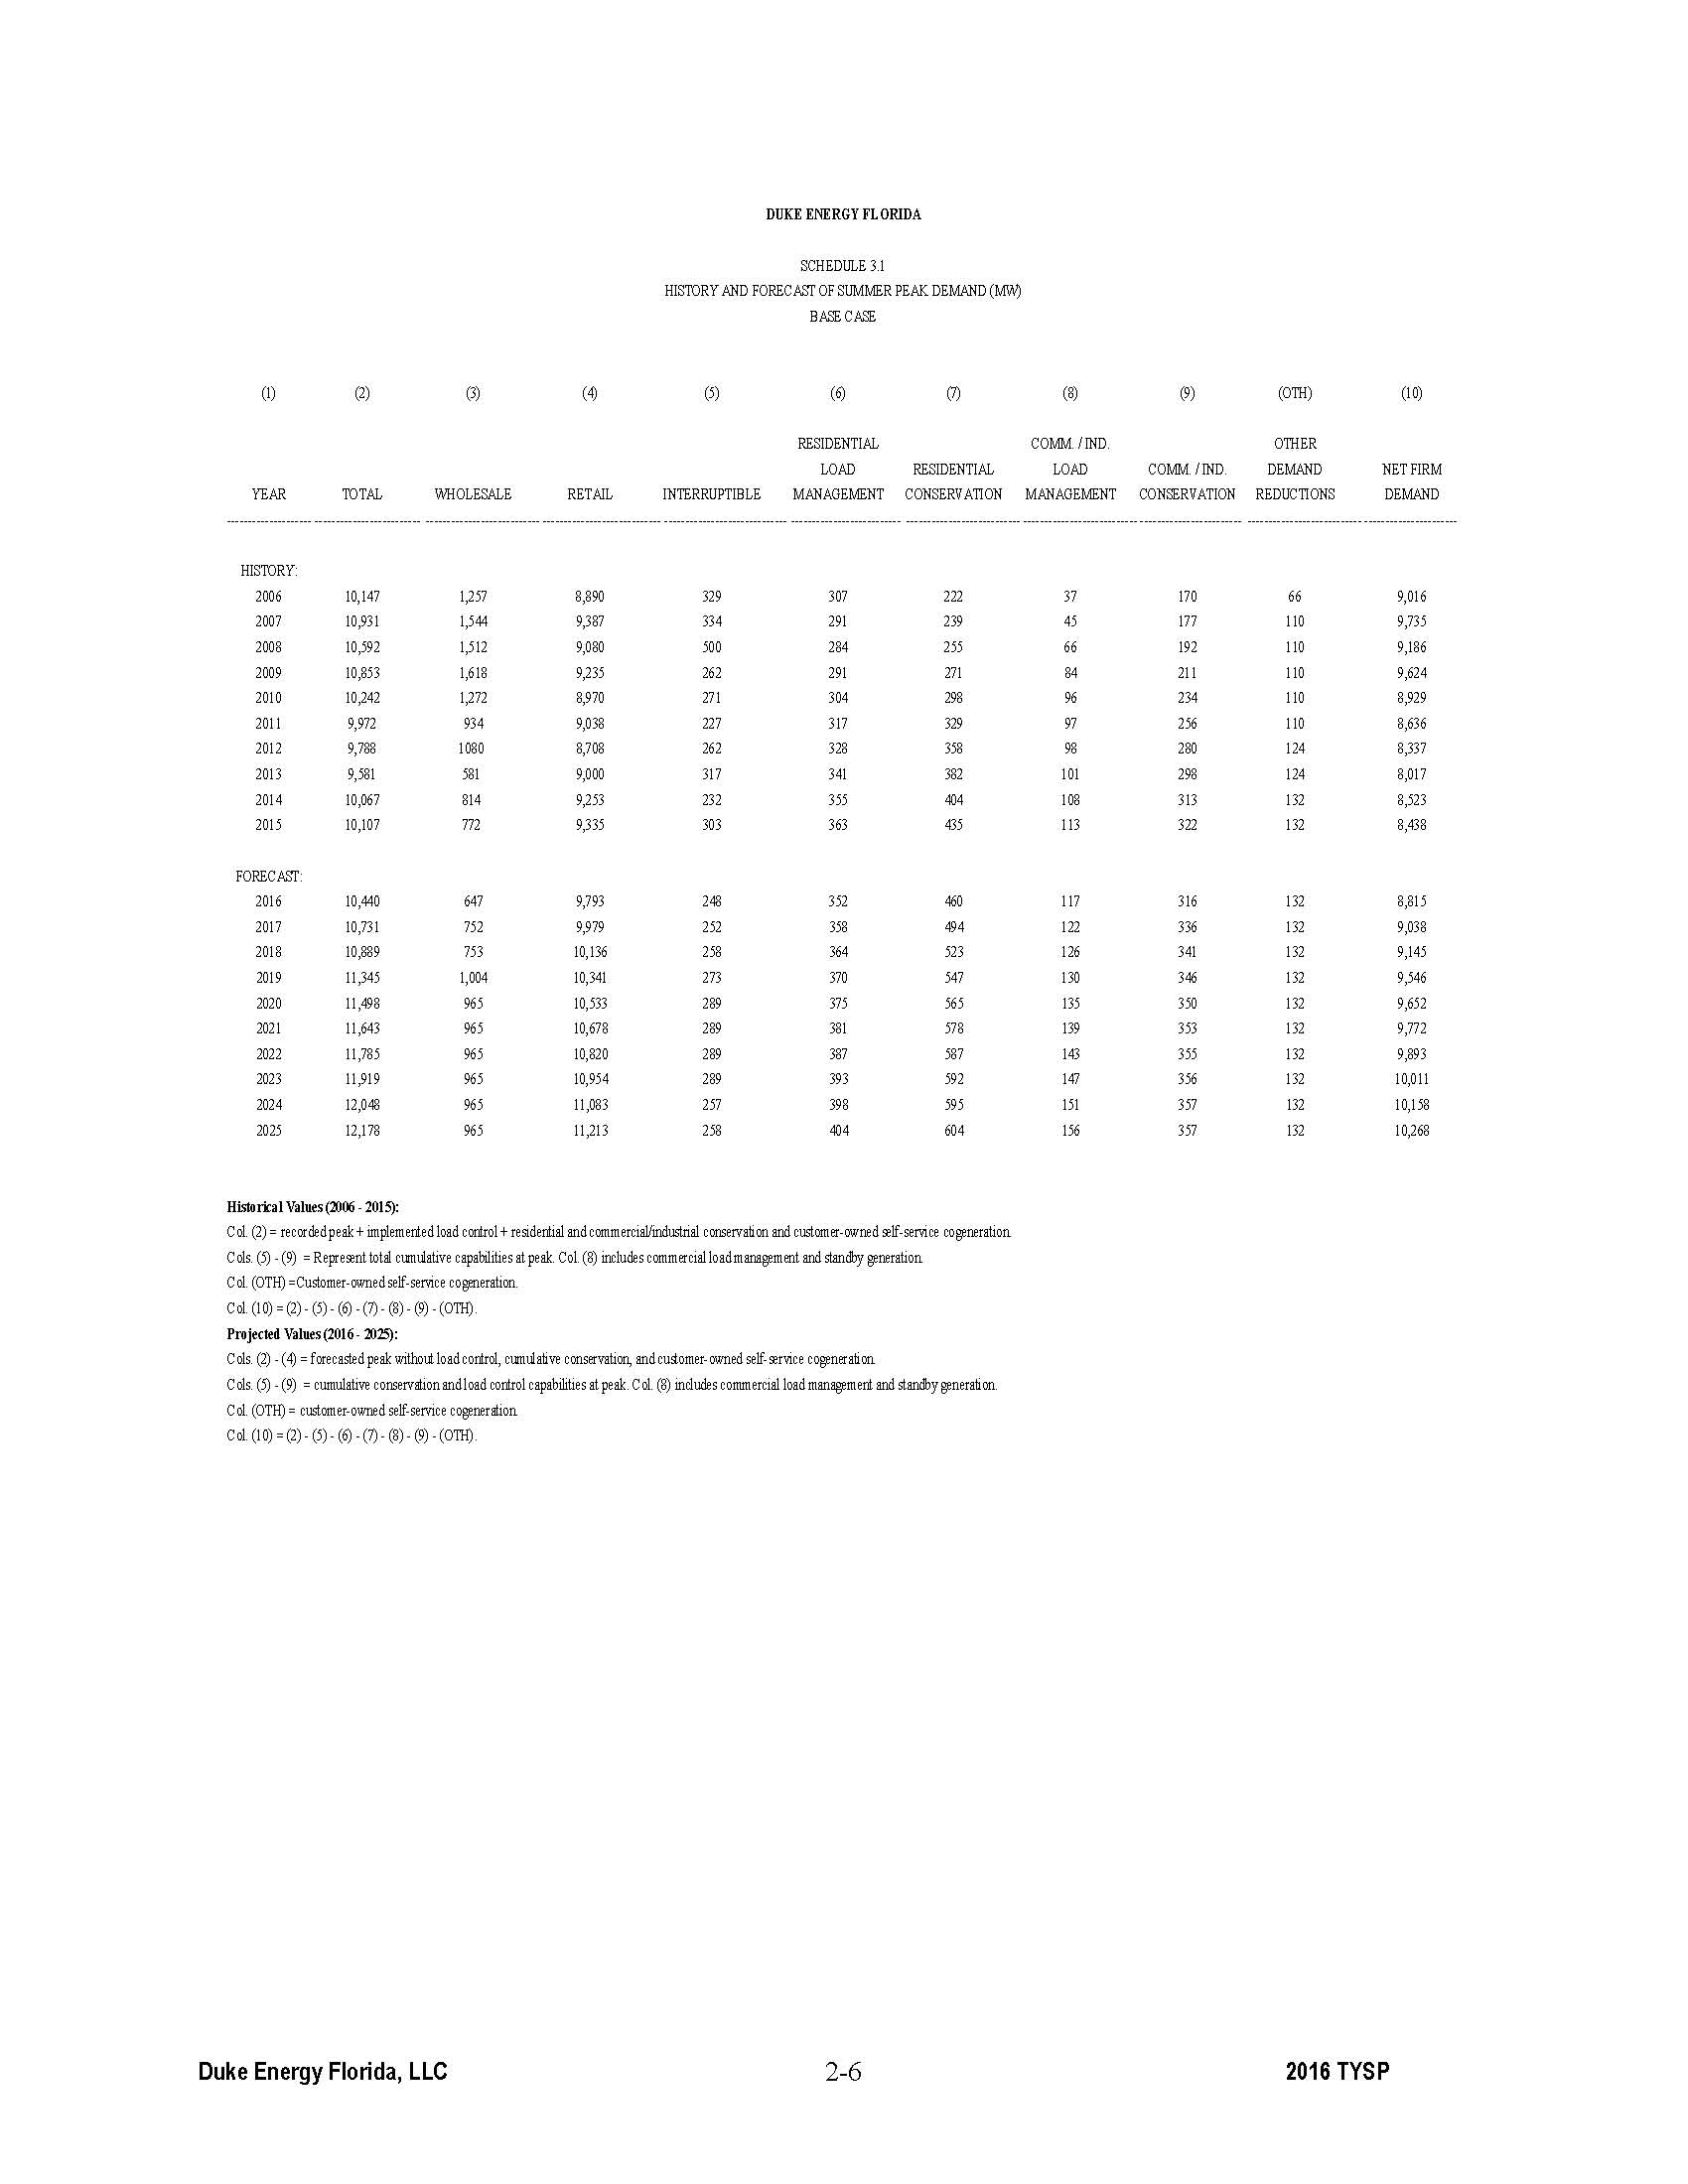 DUKE ENERGY FLORIDA
SCHEDULE 3.1
HISTORY AND FORECAST OF SUMMER PEAK DEMAND (MW)
BASE CASE
(1) (2) (3) (4) (5) (6) (7) (8) (9) (OTH) (10)
RESIDENTIAL COMM. / IND. OTHER
LOAD RESIDENTIAL LOAD COMM. / IND. DEMAND NET FIRM
YEAR TOTAL WHOLESALE RETAIL INTERRUPTIBLE MANAGEMENT CONSERVATION MANAGEMENT CONSERVATION REDUCTIONS DEMAND
HISTORY:
2006 10,147 1,257 8,890 329 307 222 37 170 66 9,016
2007 10,931 1,544 9,387 334 291 239 45 177 110 9,735
2008 10,592 1,512 9,080 500 284 255 66 192 110 9,186
2009 10,853 1,618 9,235 262 291 271 84 211 110 9,624
2010 10,242 1,272 8,970 271 304 298 96 234 110 8,929
2011 9,972 934 9,038 227 317 329 97 256 110 8,636
2012 9,788 1080 8,708 262 328 358 98 280 124 8,337
2013 9,581 581 9,000 317 341 382 101 298 124 8,017
2014 10,067 814 9,253 232 355 404 108 313 132 8,523
2015 10,107 772 9,335 303 363 435 113 322 132 8,438
FORECAST:
2016 10,440 647 9,793 248 352 460 117 316 132 8,815
2017 10,731 752 9,979 252 358 494 122 336 132 9,038
2018 10,889 753 10,136 258 364 523 126 341 132 9,145
2019 11,345 1,004 10,341 273 370 547 130 346 132 9,546
2020 11,498 965 10,533 289 375 565 135 350 132 9,652
2021 11,643 965 10,678 289 381 578 139 353 132 9,772
2022 11,785 965 10,820 289 387 587 143 355 132 9,893
2023 11,919 965 10,954 289 393 592 147 356 132 10,011
2024 12,048 965 11,083 257 398 595 151 357 132 10,158
2025 12,178 965 11,213 258 404 604 156 357 132 10,268
Historical Values (2006 - 2015):
Col. (2) = recorded peak + implemented load control + residential and commercial/industrial conservation and customer-owned self-service cogeneration.
Cols. (5) - (9) = Represent total cumulative capabilities at peak. Col. (8) includes commercial load management and standby generation.
Col. (OTH) =Customer-owned self-service cogeneration.
Col. (10) = (2) - (5) - (6) - (7) - (8) - (9) - (OTH).
Projected Values (2016 - 2025):
Cols. (2) - (4) = forecasted peak without load control, cumulative conservation, and customer-owned self-service cogeneration.
Cols. (5) - (9) = cumulative conservation and load control capabilities at peak. Col. (8) includes commercial load management and standby generation.
Col. (OTH) = customer-owned self-service cogeneration.
Col. (10) = (2) - (5) - (6) - (7) - (8) - (9) - (OTH).
Duke Energy Florida, LLC 2-6 2016 TYSP